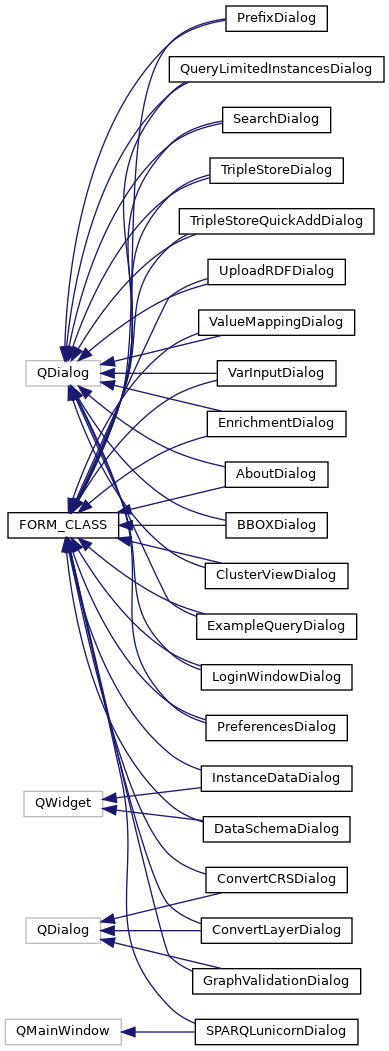 PrefixDialog
QueryLimitedInstancesDialog
SearchDialog
TripleStoreDialog
TripleStoreQuickAddDialog
UploadRDFDialog
ValueMappingDialog
QDialog
VarInputDialog
EnrichmentDialog
AboutDialog
FORM_CLASS
BBOXDialog
ClusterViewDialog
ExampleQueryDialog
LoginWindowDialog
PreferencesDialog
InstanceDataDialog
QWidget
DataSchemaDialog
ConvertCRSDialog
QDialog
ConvertLayerDialog
GraphValidationDialog
QMainWindow
SPARQLunicornDialog